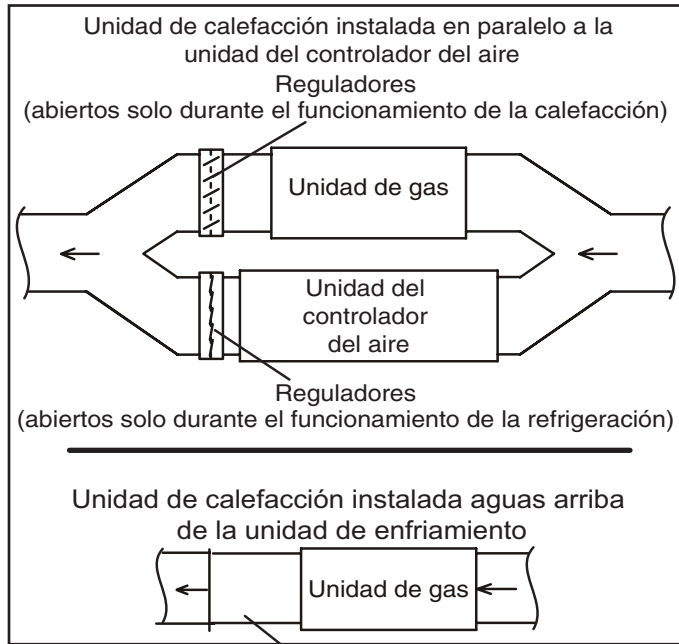 Unidad de calefacción instalada en paralelo a la
unidad del controlador del aire
Reguladores
(abiertos solo durante el funcionamiento de la calefacción)
Unidad de gas
Unidad del
controlador
del aire
Reguladores
(abiertos solo durante el funcionamiento de la refrigeración)
Unidad de calefacción instalada aguas arriba
de la unidad de enfriamiento
Unidad de gas